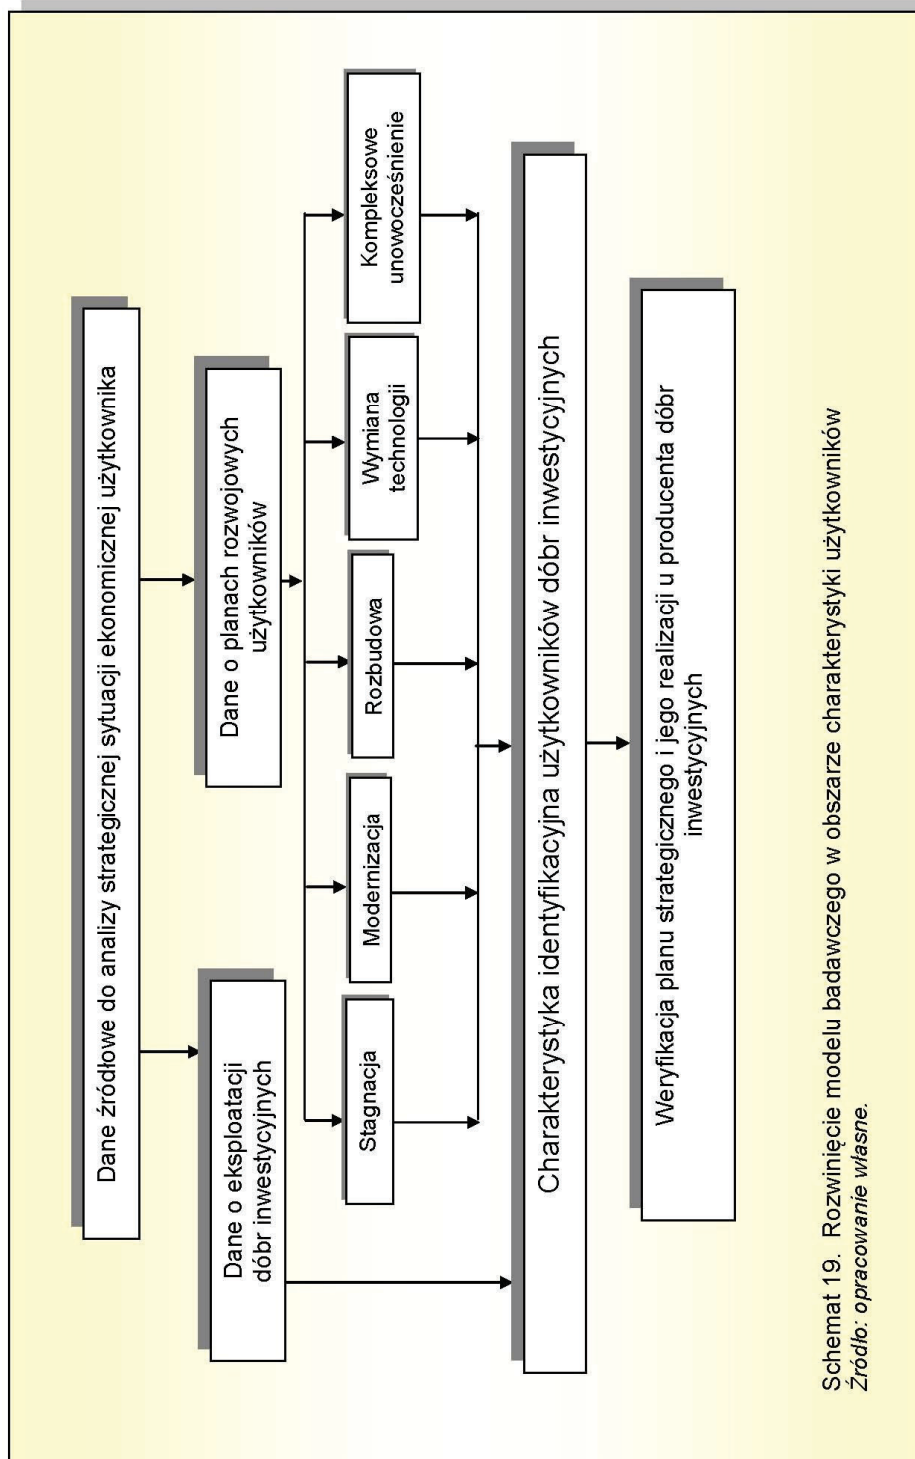 Dane źródłowe do analizy strategicznej sytuacji ekonomicznej użytkownika
Dane o eksploatacji
dóbr inwestycyjnych
Dane o planach rozwojowych
użytkowników
Stagnacja
Modernizacja
Rozbudowa
Wymiana
technologii
Kompleksowe
unowocześnienie
Charakterystyka identyfikacyjna użytkowników dóbr inwestycyjnych
Weryfikacja planu strategicznego i jego realizacji u producenta dóbr
inwestycyjnych
Schemat 19. Rozwinięcie modelu badawczego w obszarze charakterystyki użytkowników
Źródło: opracowanie własne.